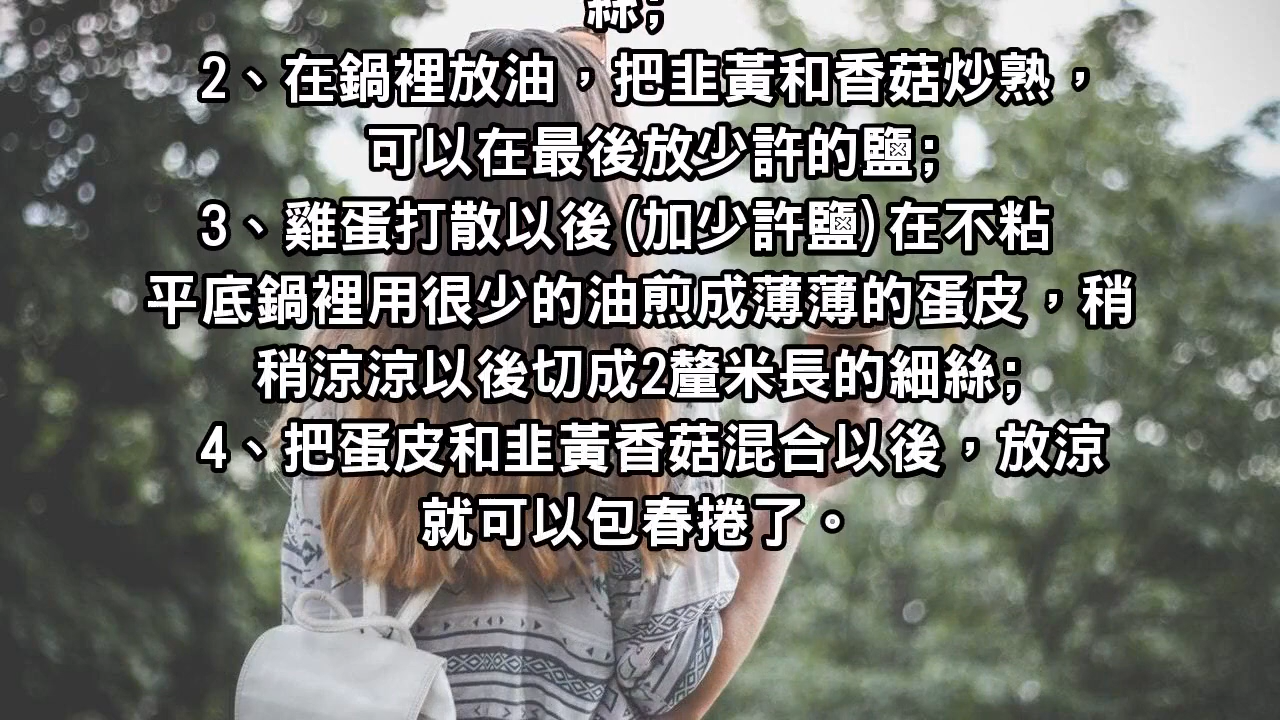 絲;
2、在鍋裡放油，把韭黃和香菇炒熟，
可以在最後放少許的鹽;
3、雞蛋打散以後(加少許鹽)在不粘
平底鍋裡用很少的油煎成薄薄的蛋皮，稍
稍涼涼以後切成2釐米長的細絲;
4、把蛋皮和韭黃香菇混合以後，放涼
就可以包春捲了。